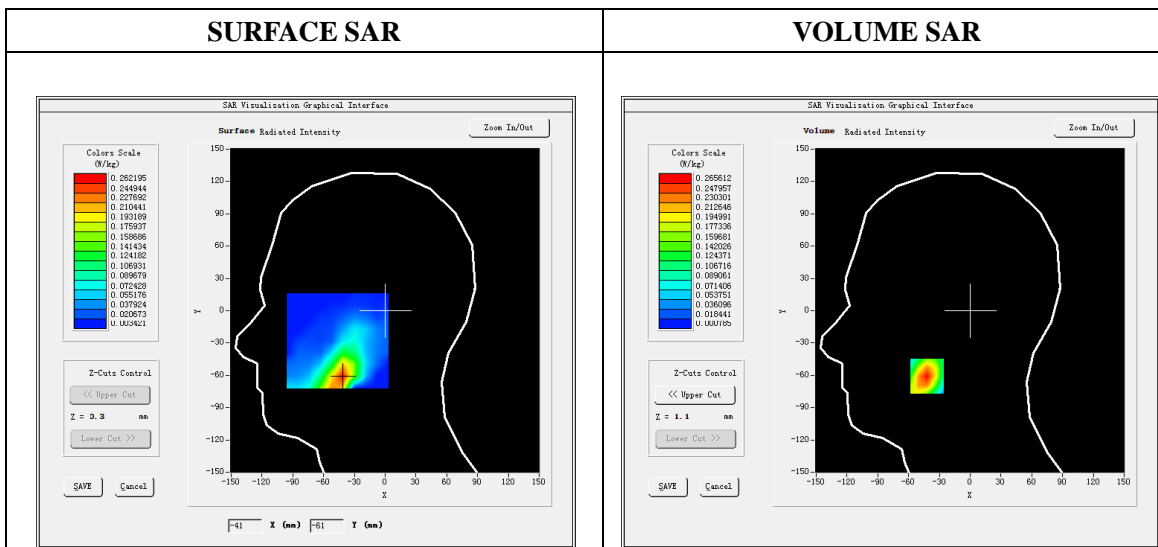 SURFACE SAR
VOLUME SAR
SAR Visualisation Graphical Interface
Surface Radiated Intensity
Zoom In/Out
Colors Scale
(W/kg)
0.262195
0.244944
0.227692
0.210441
0.193189
0.175937
0.158686
0.141434
0.124182
0.106931
0.089679
0.072428
0.055176
0.037924
0.020673
0.003421
150
90
60
30
0
-30
-60
-90
-120
-150
Y
-150 -120 -90 -60 -30 0 30 60 90 120 150
X
Z-Cuts Control
<< Upper Cut
Z = 0.3 mm
Lower Cut >>
SAVE Cancel
-41 X (mm) -61 Y (mm)
SAR Visualisation Graphical Interface
Volume Radiated Intensity
Zoom In/Out
Colors Scale
(W/kg)
0.265612
0.247957
0.230301
0.212646
0.194991
0.177336
0.159681
0.142026
0.124371
0.106716
0.089061
0.071406
0.053751
0.036096
0.018441
0.000785
150
90
60
30
0
-30
-60
-90
-120
-150
Y
-150 -120 -90 -60 -30 0 30 60 90 120 150
X
Z-Cuts Control
<< Upper Cut
Z = 1.1 mm
Lower Cut >>
SAVE Cancel